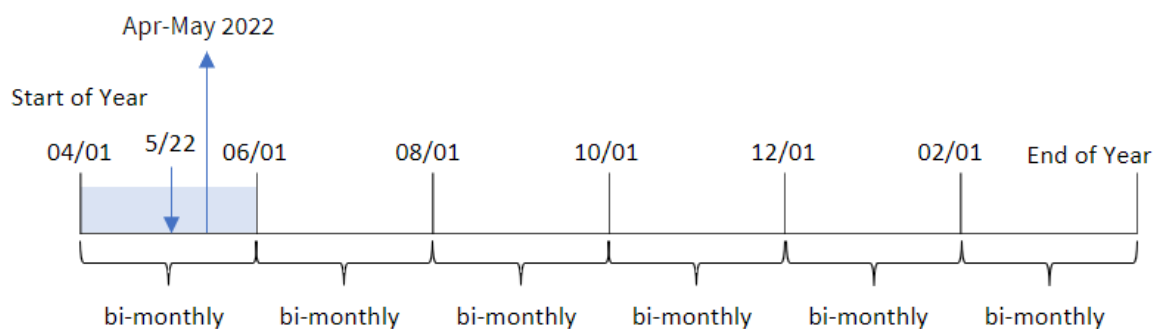 Apr-May 2022
Start of Year
04/01 5/22 06/01 08/01 10/01 12/01 02/01 End of Year
bi-monthly bi-monthly bi-monthly bi-monthly bi-monthly bi-monthly